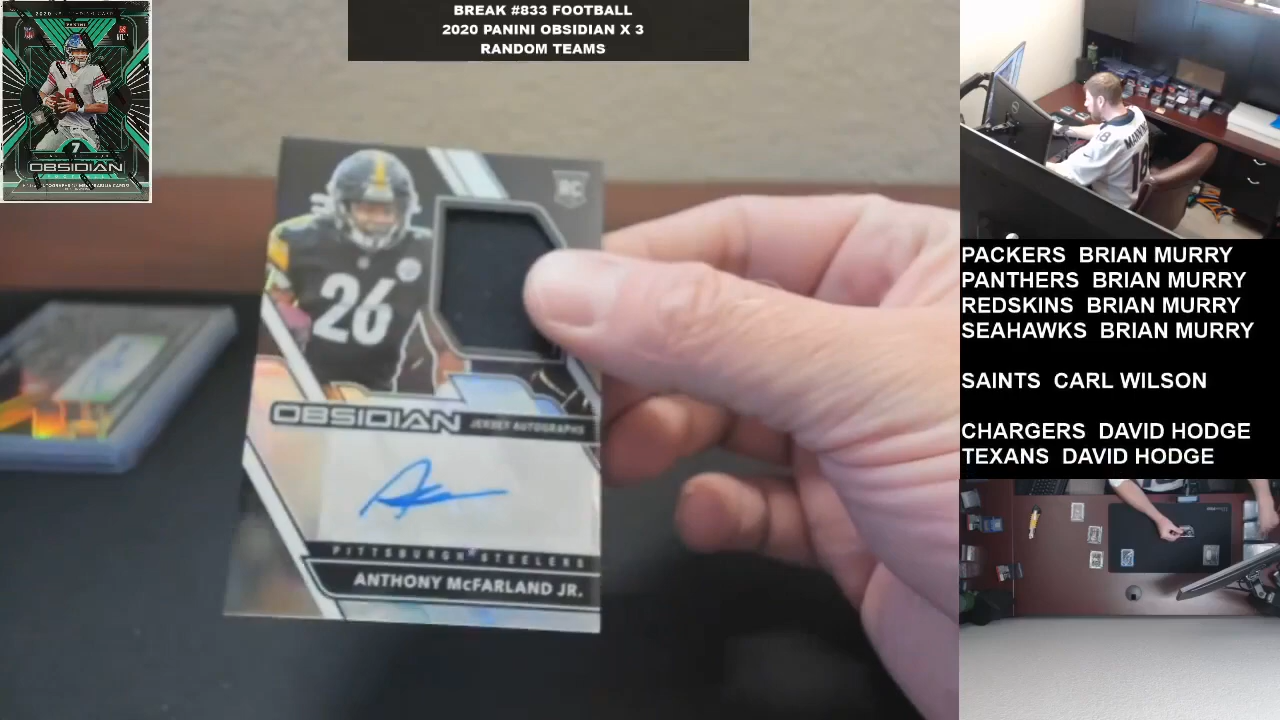 BREAK #833 FOOTBALL
2020 PANINI OBSIDIAN X 3
RANDOM TEAMS
OBSIDIAN
RC
26
OBSIDIAN JERSEY AUTOGRAPHS
PITTSBURGH STEELERS
ANTHONY McFARLAND JR.
MANNING
18
PACKERS BRIAN MURRY
PANTHERS BRIAN MURRY
REDSKINS BRIAN MURRY
SEAHAWKS BRIAN MURRY
SAINTS CARL WILSON
CHARGERS DAVID HODGE
TEXANS DAVID HODGE